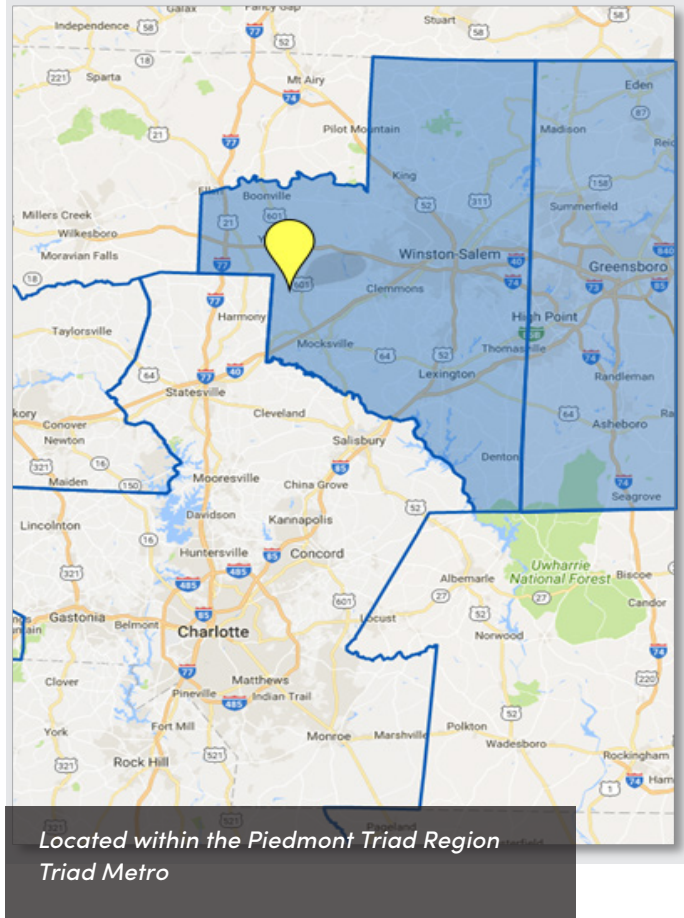 Galax
Fancy Gap
Stuart
58
Independence
58
77
52
58
18
221
Sparta
Mt Airy
74
Eden
87
21
77
Pilot Mountain
Madison
King
158
Boonville
52
311
Summerfield
Millers Creek
21
601
Wilkesboro
Moravian Falls
77
Winston-Salem
40
840
18
601
Clemmons
74
Greensboro
73
85
77
Harmony
High Point
Taylorsville
Mocksville
64
52
Thomasville
74
64
77
40
Lexington
Randleman
Statesville
64
Cleveland
Asheboro
Conover
Newton
Salisbury
Denton
321
16
85
74
Maiden
150
Mooresville
China Grove
Seagrove
52
Davidson
Kannapolis
Lincolnton
16
Huntersville
85
Concord
Uwharrie
National Forest
321
485
485
Albemarle
Biscoe
601
27
27
Candor
Gastonia
Belmont
85
Locust
52
Charlotte
Norwood
77
74
Clover
Matthews
220
Pineville
485
Indian Trail
52
York
Fort Mill
Monroe
Marshville
Polkton
Wadesboro
321
521
Rock Hill
Rockingham
74
1
321
521
Pageland
Located within the Piedmont Triad Region
Triad Metro